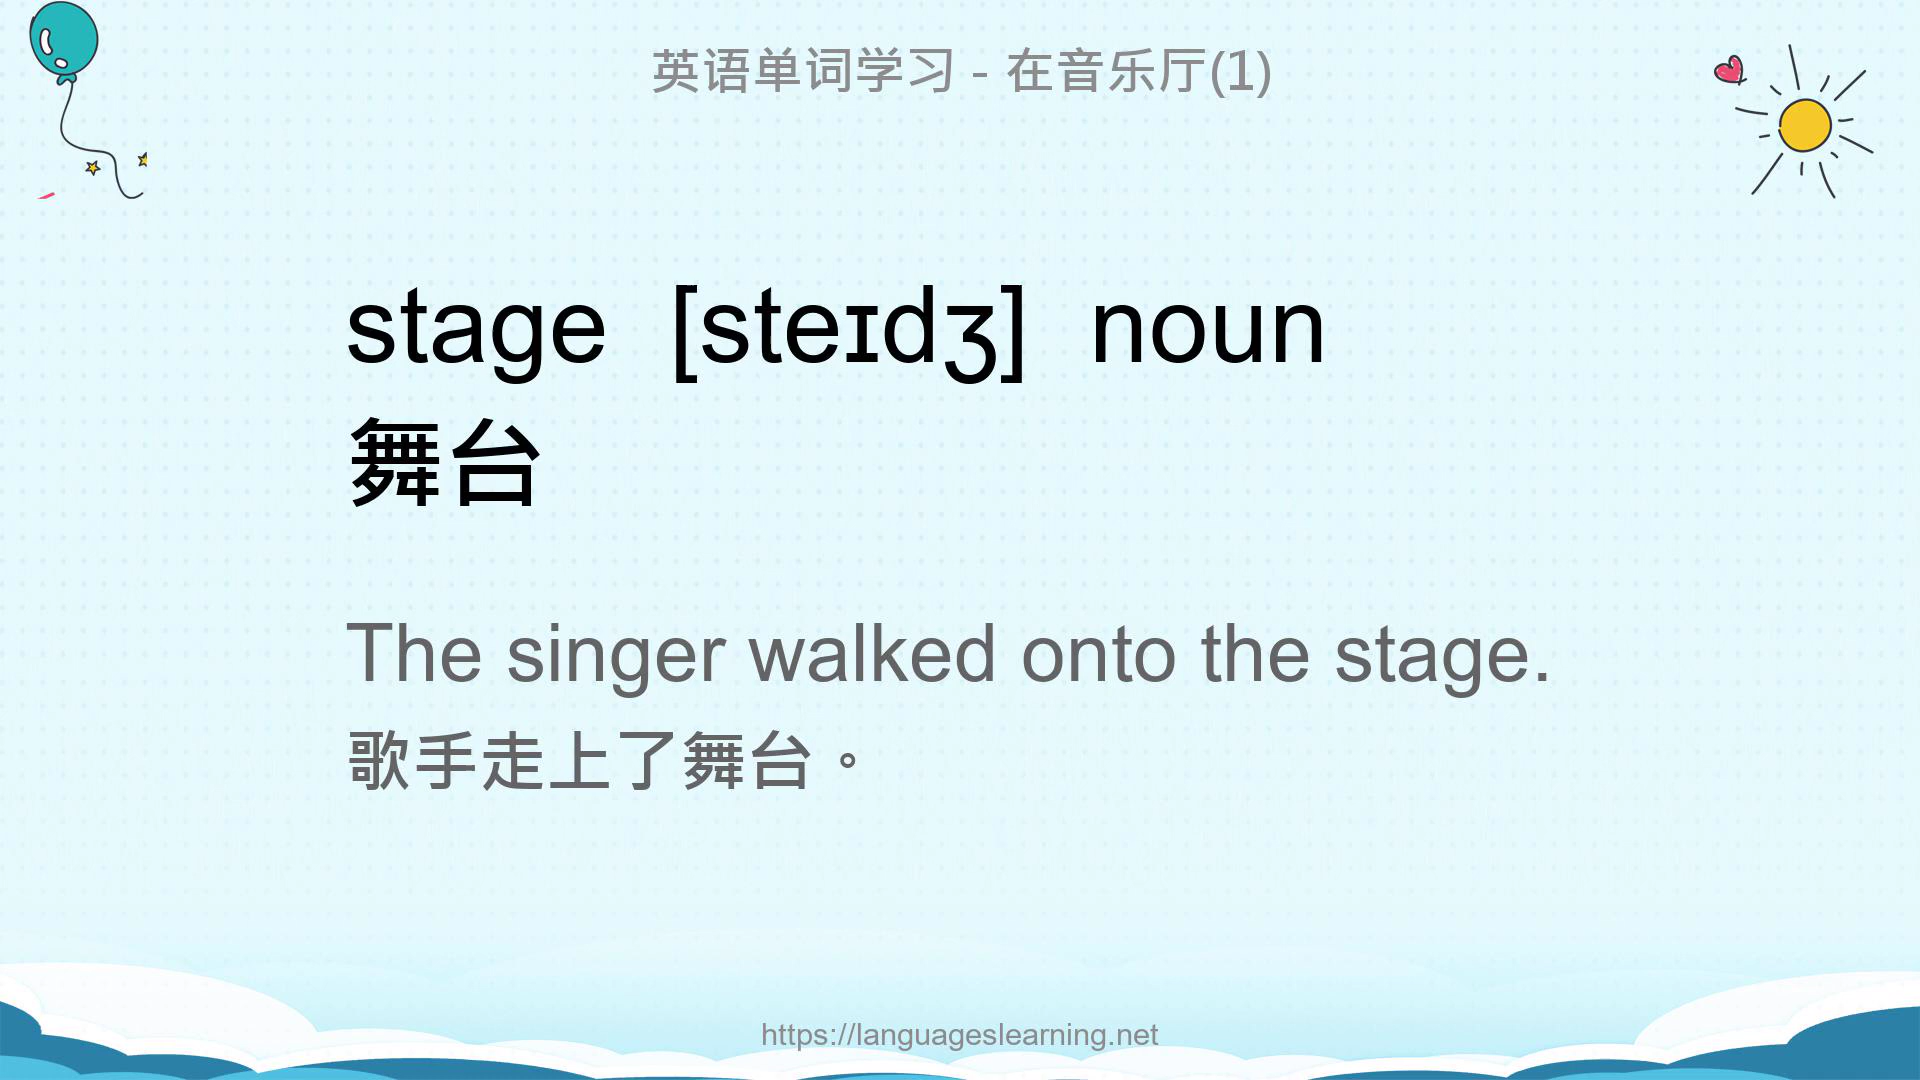 英语单词学习 - 在音乐厅(1)
stage [steɪdʒ] noun
舞台
The singer walked onto the stage.
歌手走上了舞台。
https://languageslearning.net